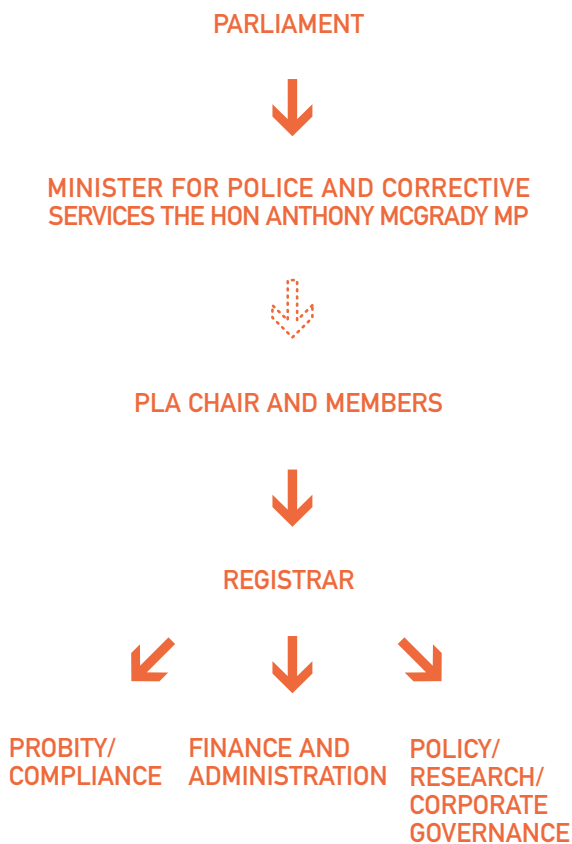 PARLIAMENT
MINISTER FOR POLICE AND CORRECTIVE
SERVICES THE HON ANTHONY MCGRADY MP
PLA CHAIR AND MEMBERS
REGISTRAR
PROBITY/
COMPLIANCE
FINANCE AND
ADMINISTRATION
POLICY/
RESEARCH/
CORPORATE
GOVERNANCE